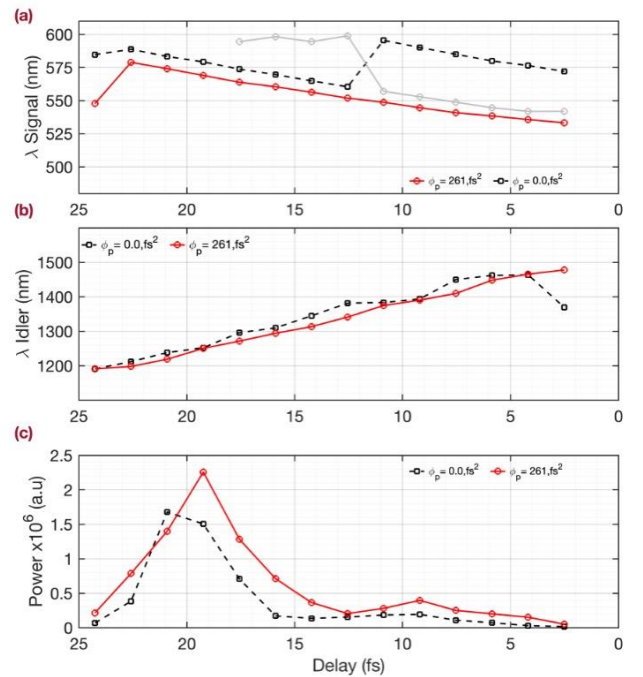 (a)
600
575
550
525
500
λ Signal (nm)
ϕp = 261,fs²
ϕp = 0.0,fs²
25
20
15
10
5
0
(b)
ϕp = 0.0,fs²
ϕp = 261,fs²
1500
1400
1300
1200
λ Idler (nm)
25
20
15
10
5
0
(c)
2.5
2
1.5
1
0.5
0
Power x10⁶ (a.u)
ϕp = 0.0,fs²
ϕp = 261,fs²
25
20
15
10
5
0
Delay (fs)